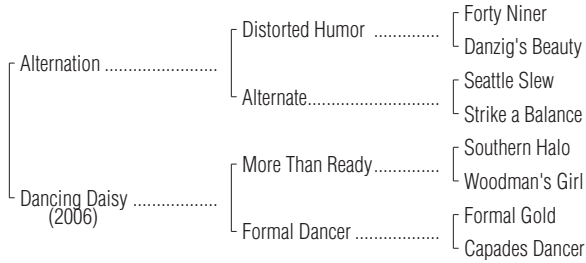 Forty Niner
Distorted Humor ..............
Danzig's Beauty
Alternation ........................
Seattle Slew
Alternate.............................
Strike a Balance
Southern Halo
More Than Ready..............
Woodman's Girl
Dancing Daisy ..................
(2006)
Formal Gold
Formal Dancer ..................
Capades Dancer